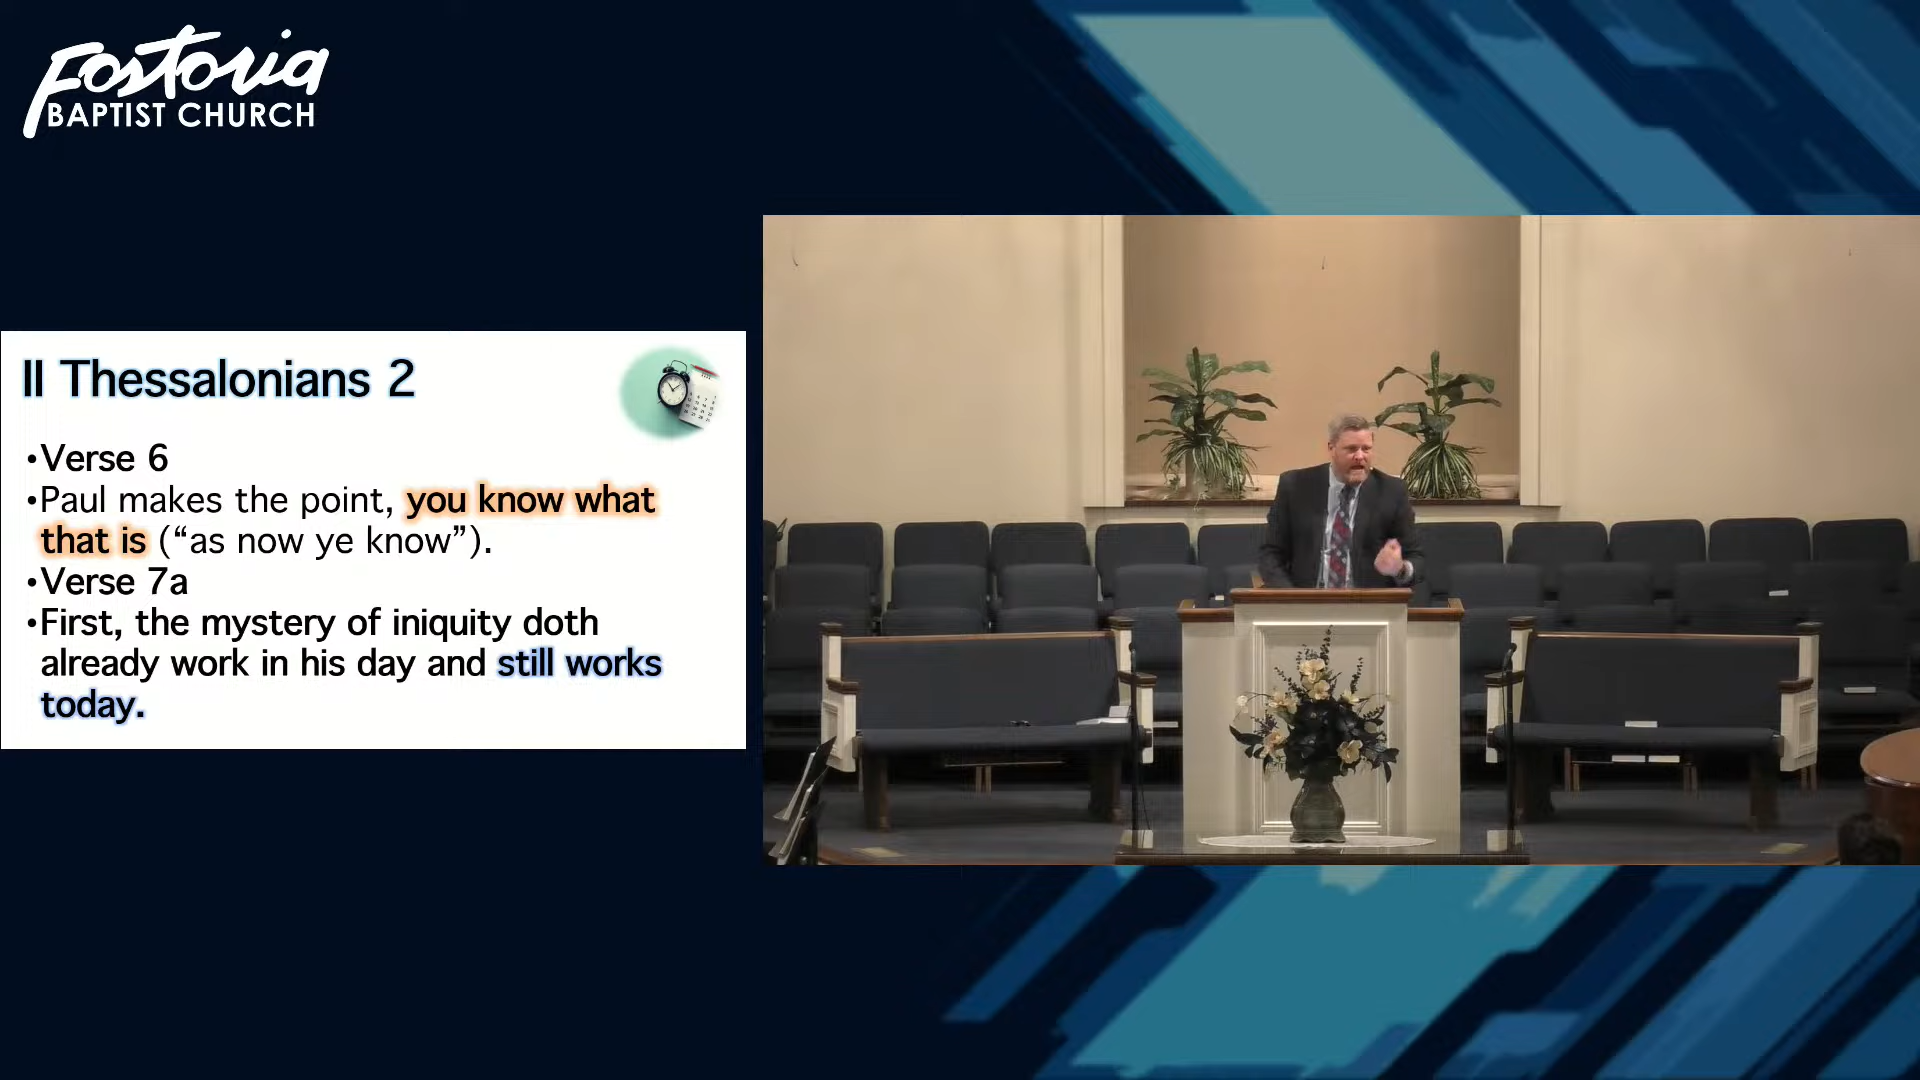 Fostoria
BAPTIST CHURCH
II Thessalonians 2
•Verse 6
•Paul makes the point, you know what
that is (“as now ye know”).
•Verse 7a
•First, the mystery of iniquity doth
already work in his day and still works
today.